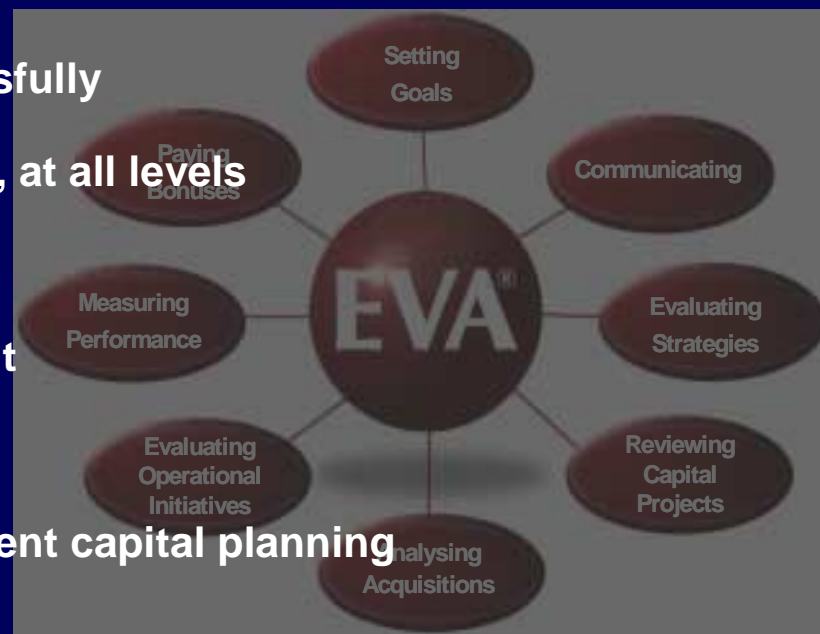 sfully
, at all levels
t
ent capital planning
Setting
Goals
Communicating
Evaluating
Strategies
Reviewing
Capital
Projects
Analysing
Acquisitions
Evaluating
Operational
Initiatives
Measuring
Performance
Paying
Bonuses
EVA®